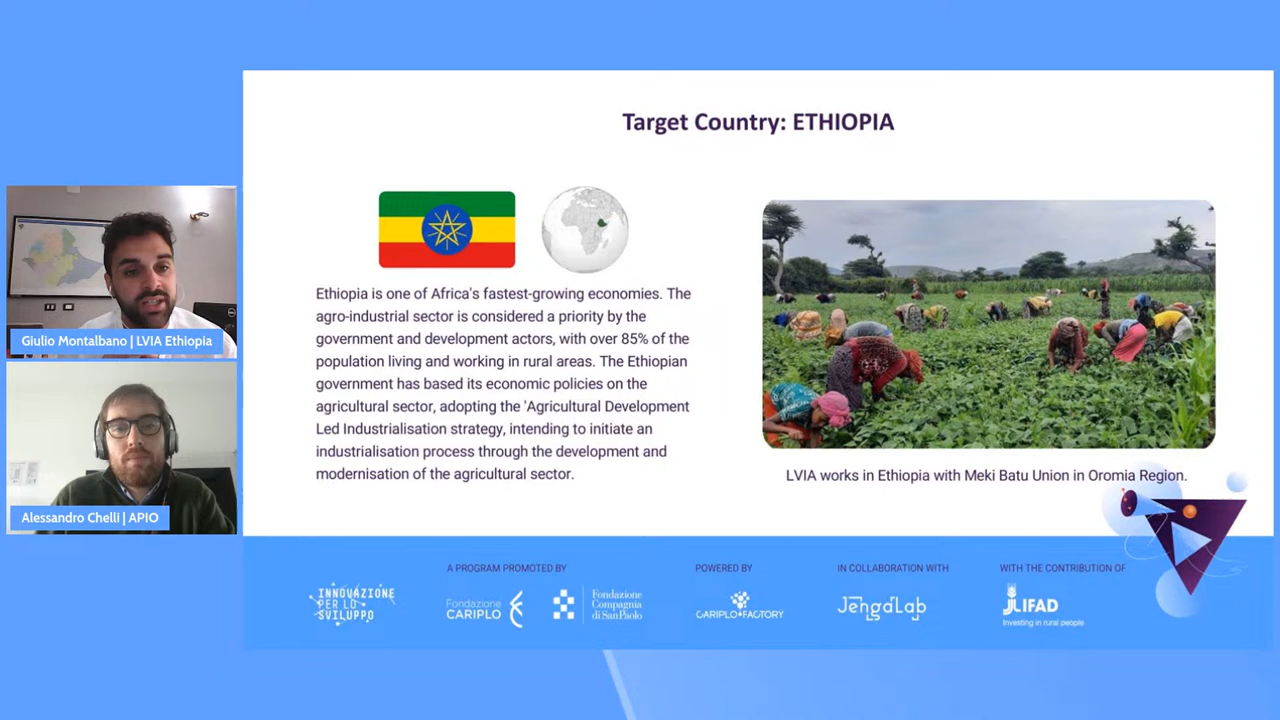 Target Country: ETHIOPIA
Ethiopia is one of Africa's fastest-growing economies. The
agro-industrial sector is considered a priority by the
government and development actors, with over 85% of the
population living and working in rural areas. The Ethiopian
government has based its economic policies on the
agricultural sector, adopting the 'Agricultural Development
Led Industrialisation strategy, intending to initiate an
industrialisation process through the development and
modernisation of the agricultural sector.
LVIA works in Ethiopia with Meki Batu Union in Oromia Region.
Giulio Montalbano | LVIA Ethiopia
Alessandro Chelli | APIO
A PROGRAM PROMOTED BY
POWERED BY
IN COLLABORATION WITH
WITH THE CONTRIBUTION OF
INNOVAZIONE
PER LO
SVILUPPO
Fondazione
CARIPLO
Fondazione
Compagnia
di SanPaolo
CARIPLO FACTORY
JengaLab
JLIFAD
Investing in rural people